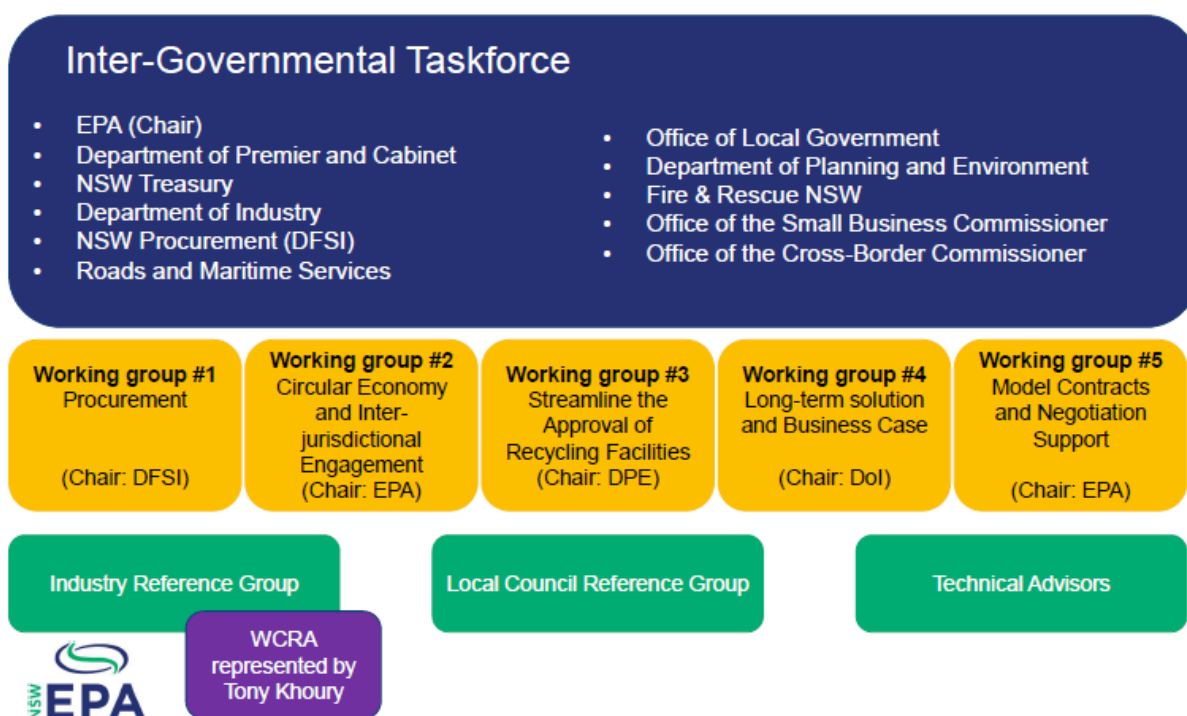 Inter-Governmental Taskforce
• EPA (Chair)
• Department of Premier and Cabinet
• NSW Treasury
• Department of Industry
• NSW Procurement (DFSI)
• Roads and Maritime Services
• Office of Local Government
• Department of Planning and Environment
• Fire & Rescue NSW
• Office of the Small Business Commissioner
• Office of the Cross-Border Commissioner
Working group #1
Procurement
(Chair: DFSI)
Working group #2
Circular Economy
and Inter-
jurisdictional
Engagement
(Chair: EPA)
Working group #3
Streamline the
Approval of
Recycling Facilities
(Chair: DPE)
Working group #4
Long-term solution
and Business Case
(Chair: DoI)
Working group #5
Model Contracts
and Negotiation
Support
(Chair: EPA)
Industry Reference Group
Local Council Reference Group
Technical Advisors
WCRA
represented by
Tony Khoury
NSW
EPA